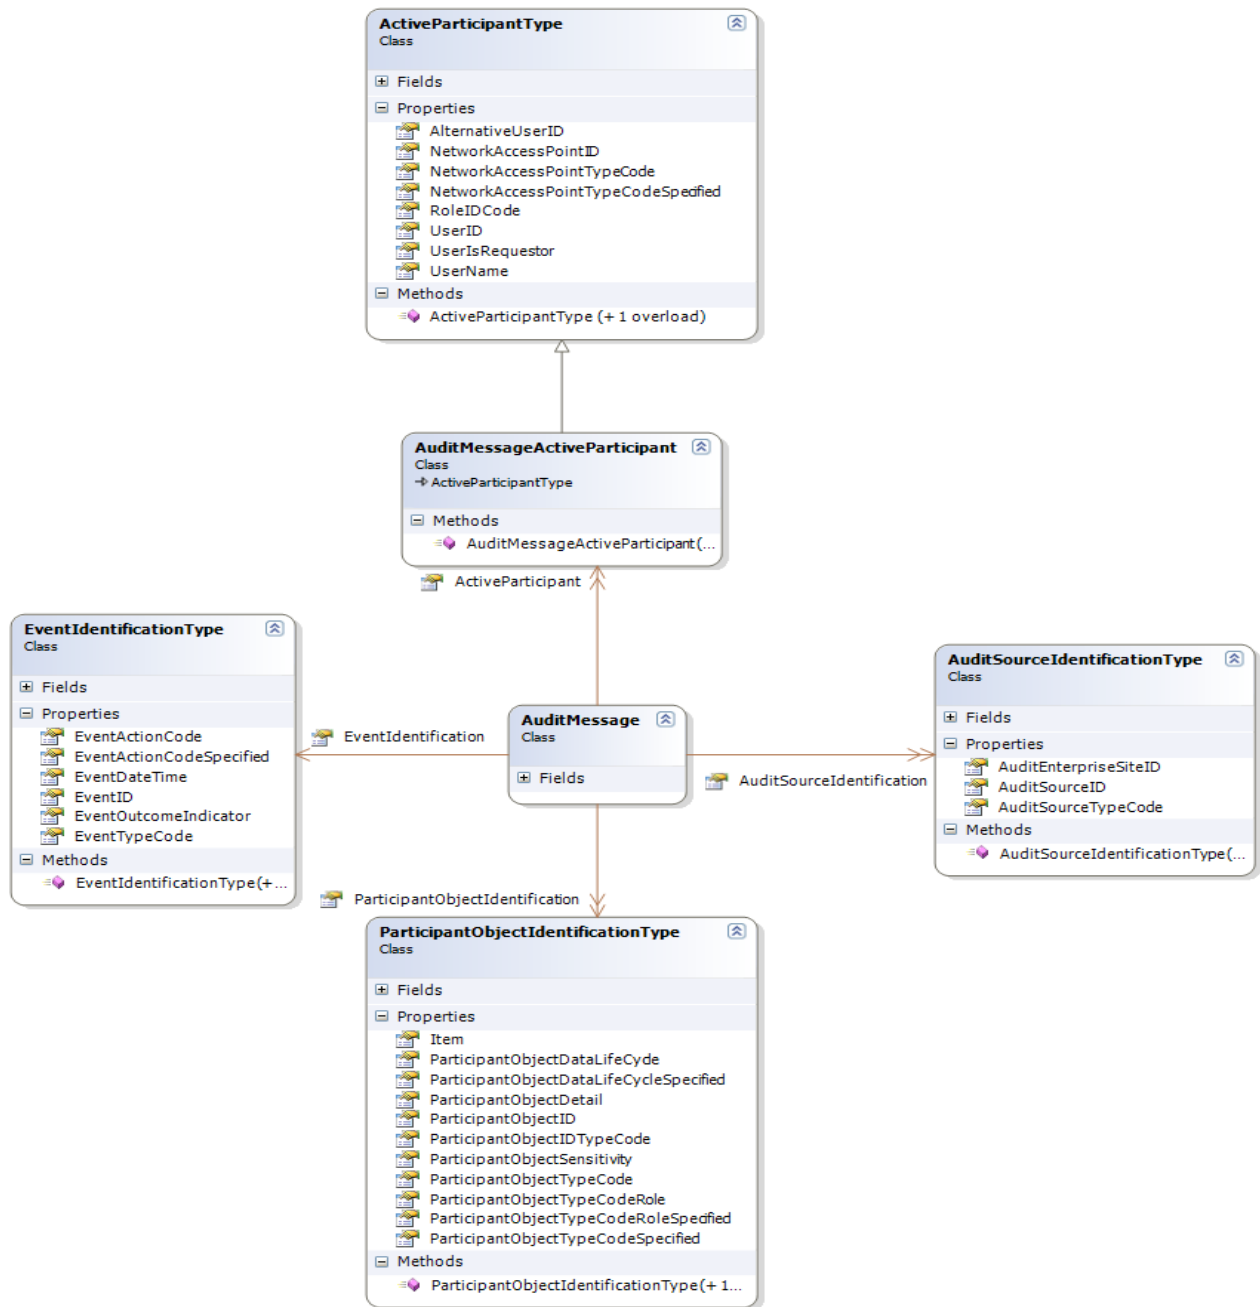 ActiveParticipantType
Class
Fields
Properties
AlternativeUserID
NetworkAccessPointID
NetworkAccessPointTypeCode
NetworkAccessPointTypeCodeSpecified
RoleIDCode
UserID
UserIsRequestor
UserName
Methods
ActiveParticipantType (+ 1 overload)
AuditMessageActiveParticipant
Class
ActiveParticipantType
Methods
AuditMessageActiveParticipant(...
ActiveParticipant
EventIdentificationType
Class
Fields
Properties
EventActionCode
EventActionCodeSpecified
EventDateTime
EventID
EventOutcomeIndicator
EventTypeCode
Methods
EventIdentificationType(+...
EventIdentification
AuditMessage
Class
Fields
AuditSourceIdentification
AuditSourceIdentificationType
Class
Fields
Properties
AuditEnterpriseSiteID
AuditSourceID
AuditSourceTypeCode
Methods
AuditSourceIdentificationType(...
ParticipantObjectIdentification
ParticipantObjectIdentificationType
Class
Fields
Properties
Item
ParticipantObjectDataLifeCycle
ParticipantObjectDataLifeCycleSpecified
ParticipantObjectDetail
ParticipantObjectID
ParticipantObjectIDTypeCode
ParticipantObjectSensitivity
ParticipantObjectTypeCode
ParticipantObjectTypeCodeRole
ParticipantObjectTypeCodeRoleSpecified
ParticipantObjectTypeCodeSpecified
Methods
ParticipantObjectIdentificationType(+ 1...